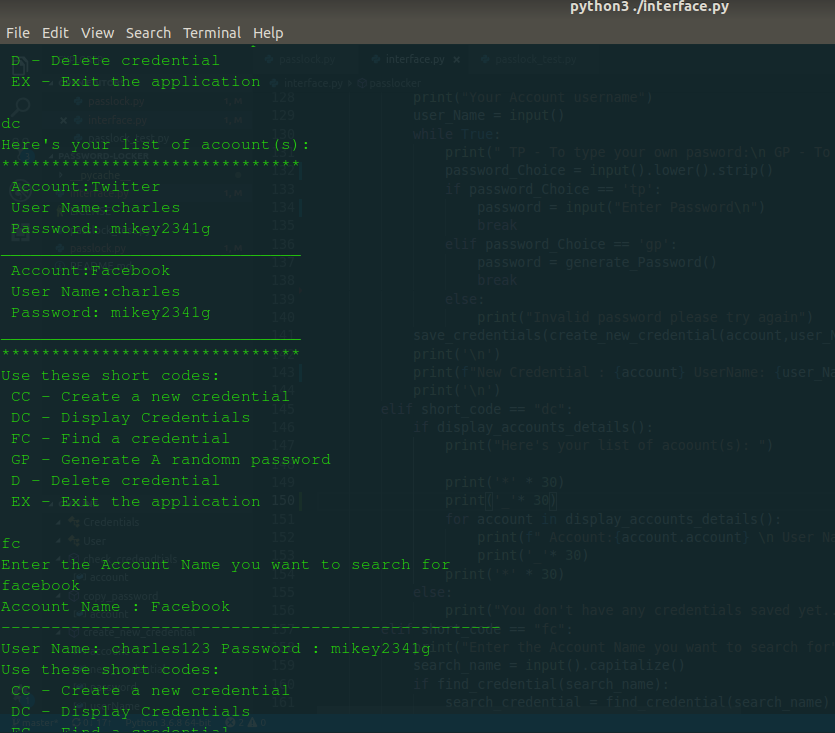 python3 ./interface.py
File Edit View Search Terminal Help
D - Delete credential
EX - Exit the application
dc
Here's your list of acoount(s):
******************************
Account:Twitter
User Name:charles
Password: mikey2341g
______________________________
Account:Facebook
User Name:charles
Password: mikey2341g
______________________________
******************************
Use these short codes:
CC - Create a new credential
DC - Display Credentials
FC - Find a credential
GP - Generate A randomn password
D - Delete credential
EX - Exit the application
fc
Enter the Account Name you want to search for
facebook
Account Name : Facebook
--------------------------------------------------
User Name: charles123 Password : mikey2341g
Use these short codes:
CC - Create a new credential
DC - Display Credentials
FC - Find a credential
interface.py
passlock_test.py
interface.py
passlocker
128 print("Your Account username")
129 user_Name = input()
130 while True:
print(" TP - To type your own pasword:\n GP - To
132 password_Choice = input().lower().strip()
133 if password_Choice == 'tp':
134 password = input("Enter Password\n")
135 break
136 elif password_Choice == 'gp':
137 password = generate_Password()
138 break
139 else:
140 print("Invalid password please try again")
141 save_credentials(create_new_credential(account,user_N
142 print('\n')
143 print(f"New Credential : {account} UserName: {user_Na
144 print('\n')
145 elif short_code == "dc":
146 if display_accounts_details():
147 print("Here's your list of acoount(s): ")
149 print('*' * 30)
150 print('_'* 30)
151 for account in display_accounts_details():
152 print(f" Account:{account.account} \n User Na
153 print('_'* 30)
154 print('*' * 30)
155 else:
156 print("You don't have any credentials saved yet..
elif short_code == "fc":
print("Enter the Account Name you want to search for"
159 search_name = input().capitalize()
160 if find_credential(search_name):
161 search_credential = find_credential(search_name)